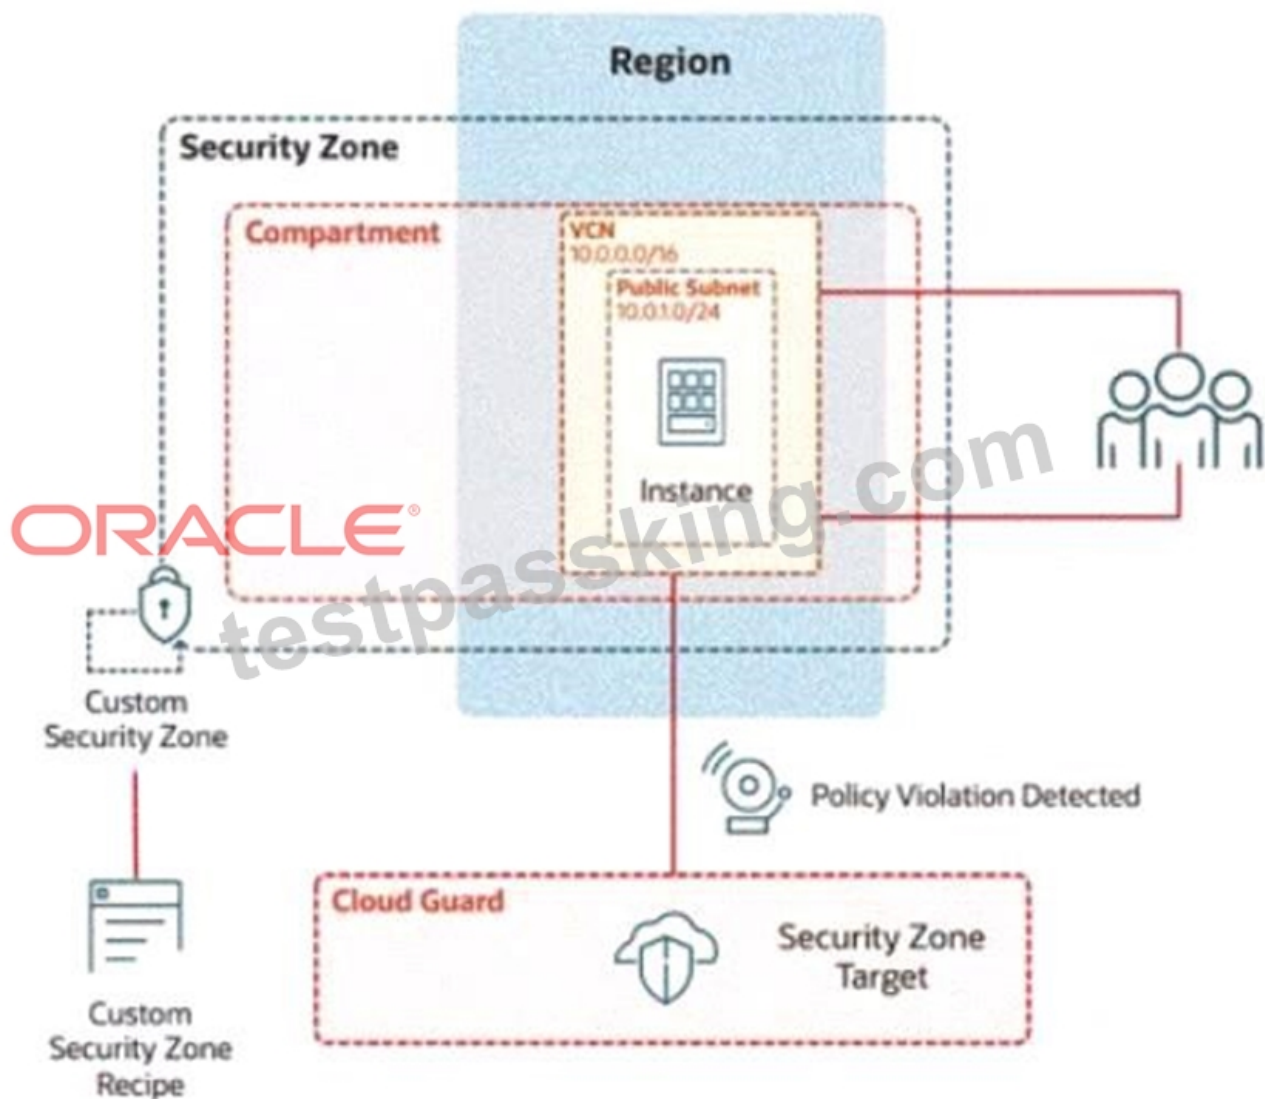 Region
Security Zone
Compartment
VCN
10.0.0.0/16
Public Subnet
10.0.1.0/24
Instance
ORACLE®
testpassking.com
Custom
Security Zone
Policy Violation Detected
Cloud Guard
Security Zone
Target
Custom
Security Zone
Recipe